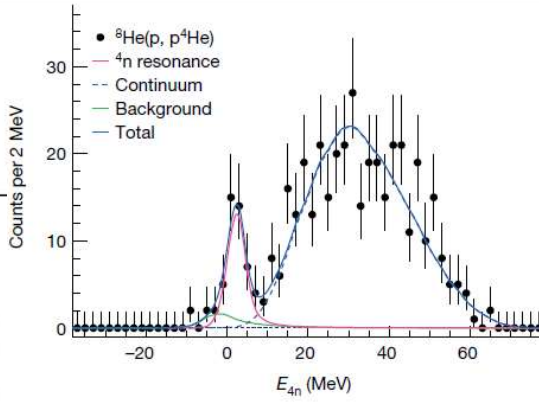 ⁸He(p, p⁴He)
⁴n resonance
Continuum
Background
Total
Counts per 2 MeV
30
20
10
0
−20 0 20 40 60
E₄ₙ (MeV)